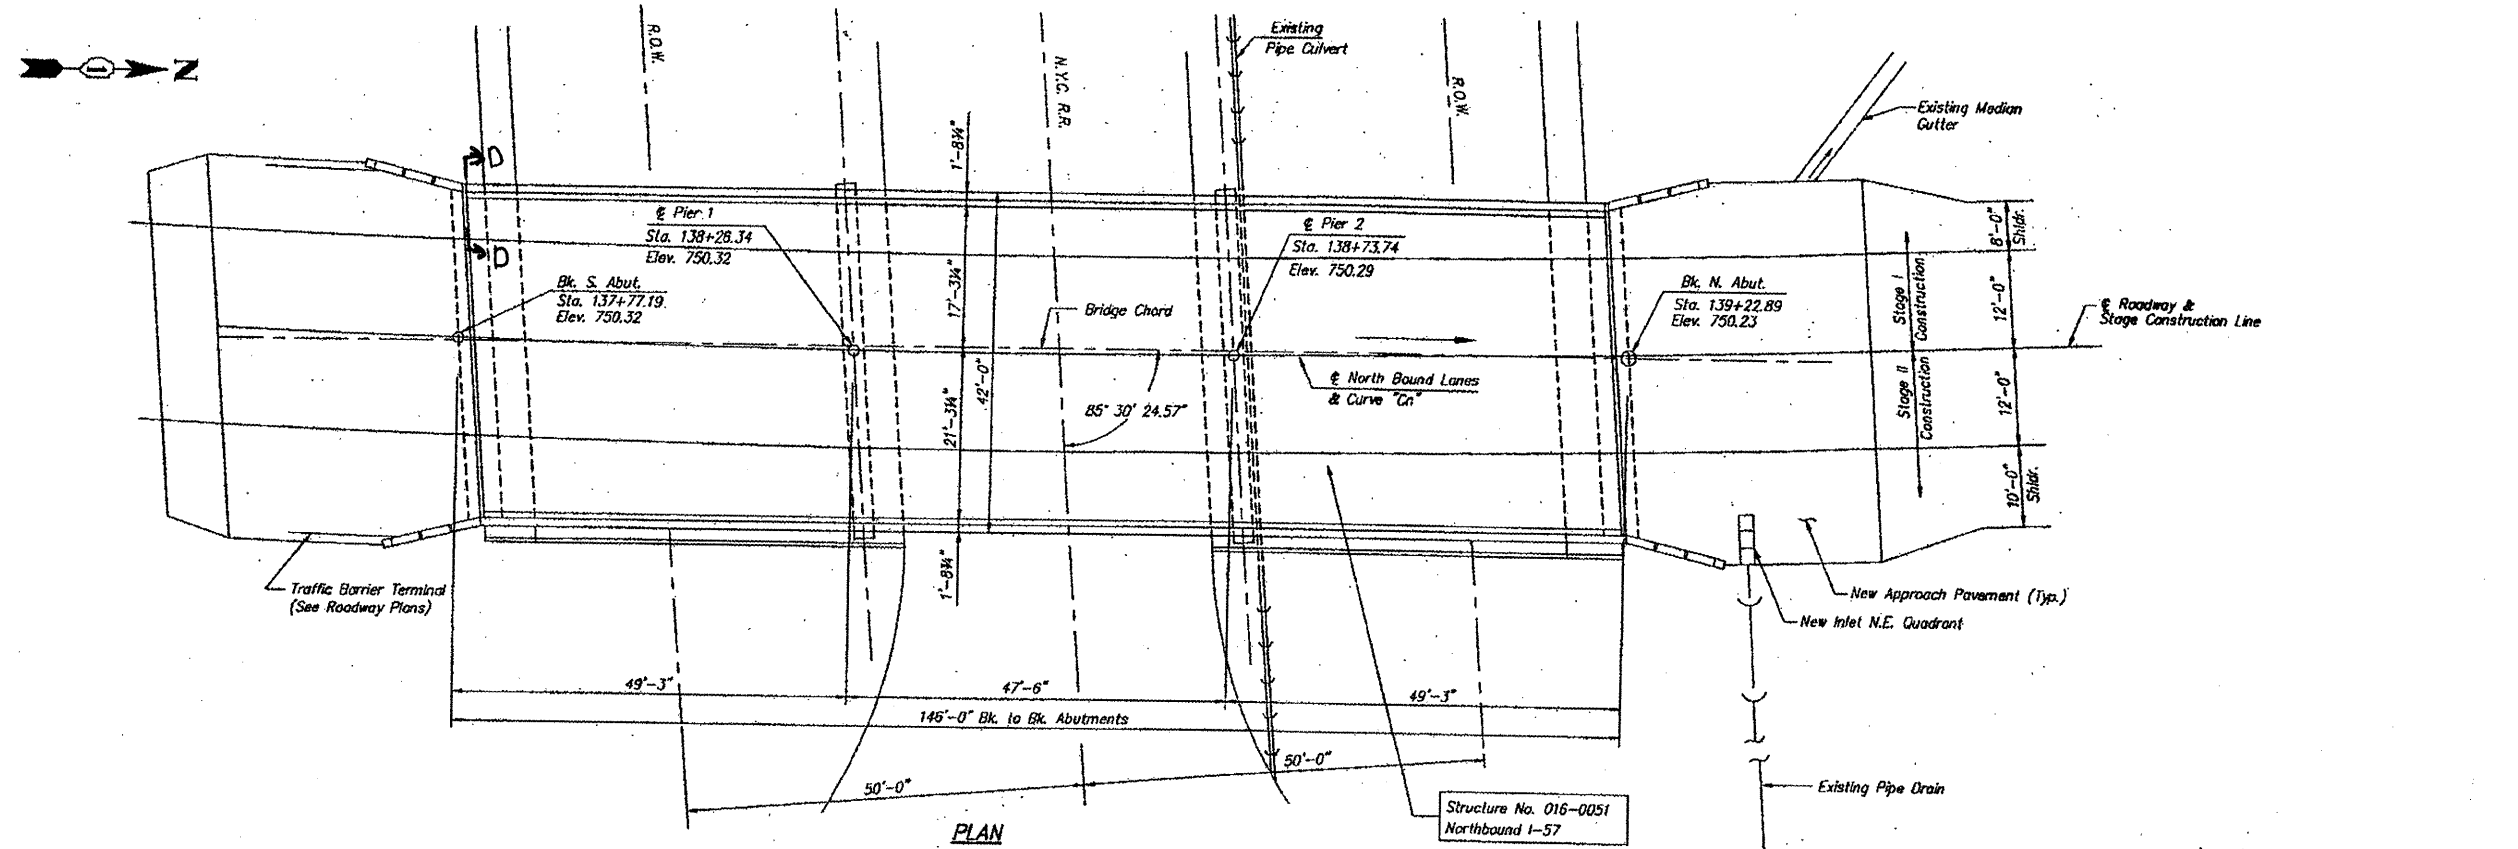 Existing
Pipe Culvert
R.O.W.
N.Y.C. R.R.
R.O.W.
N
Existing Median
Gutter
D
D
1'-8¾"
℄ Pier 1
Sta. 138+26.34
Elev. 750.32
℄ Pier 2
Sta. 138+73.74
Elev. 750.29
8'-0"
Shldr.
Bk. S. Abut.
Sta. 137+77.19
Elev. 750.32
17'-3¼"
Bridge Chord
Bk. N. Abut.
Sta. 139+22.89
Elev. 750.23
Stage I
Construction
12'-0"
℄ Roadway &
Stage Construction Line
℄ North Bound Lanes
& Curve "Cn"
85° 30' 24.57"
21'-3¼"
42'-0"
Stage II
Construction
12'-0"
10'-0"
Shldr.
1'-8¾"
Traffic Barrier Terminal
(See Roadway Plans)
New Approach Pavement (Typ.)
New Inlet N.E. Quadrant
49'-3"
47'-6"
49'-3"
146'-0" Bk. to Bk. Abutments
50'-0"
50'-0"
Existing Pipe Drain
Structure No. 016-0051
Northbound I-57
PLAN